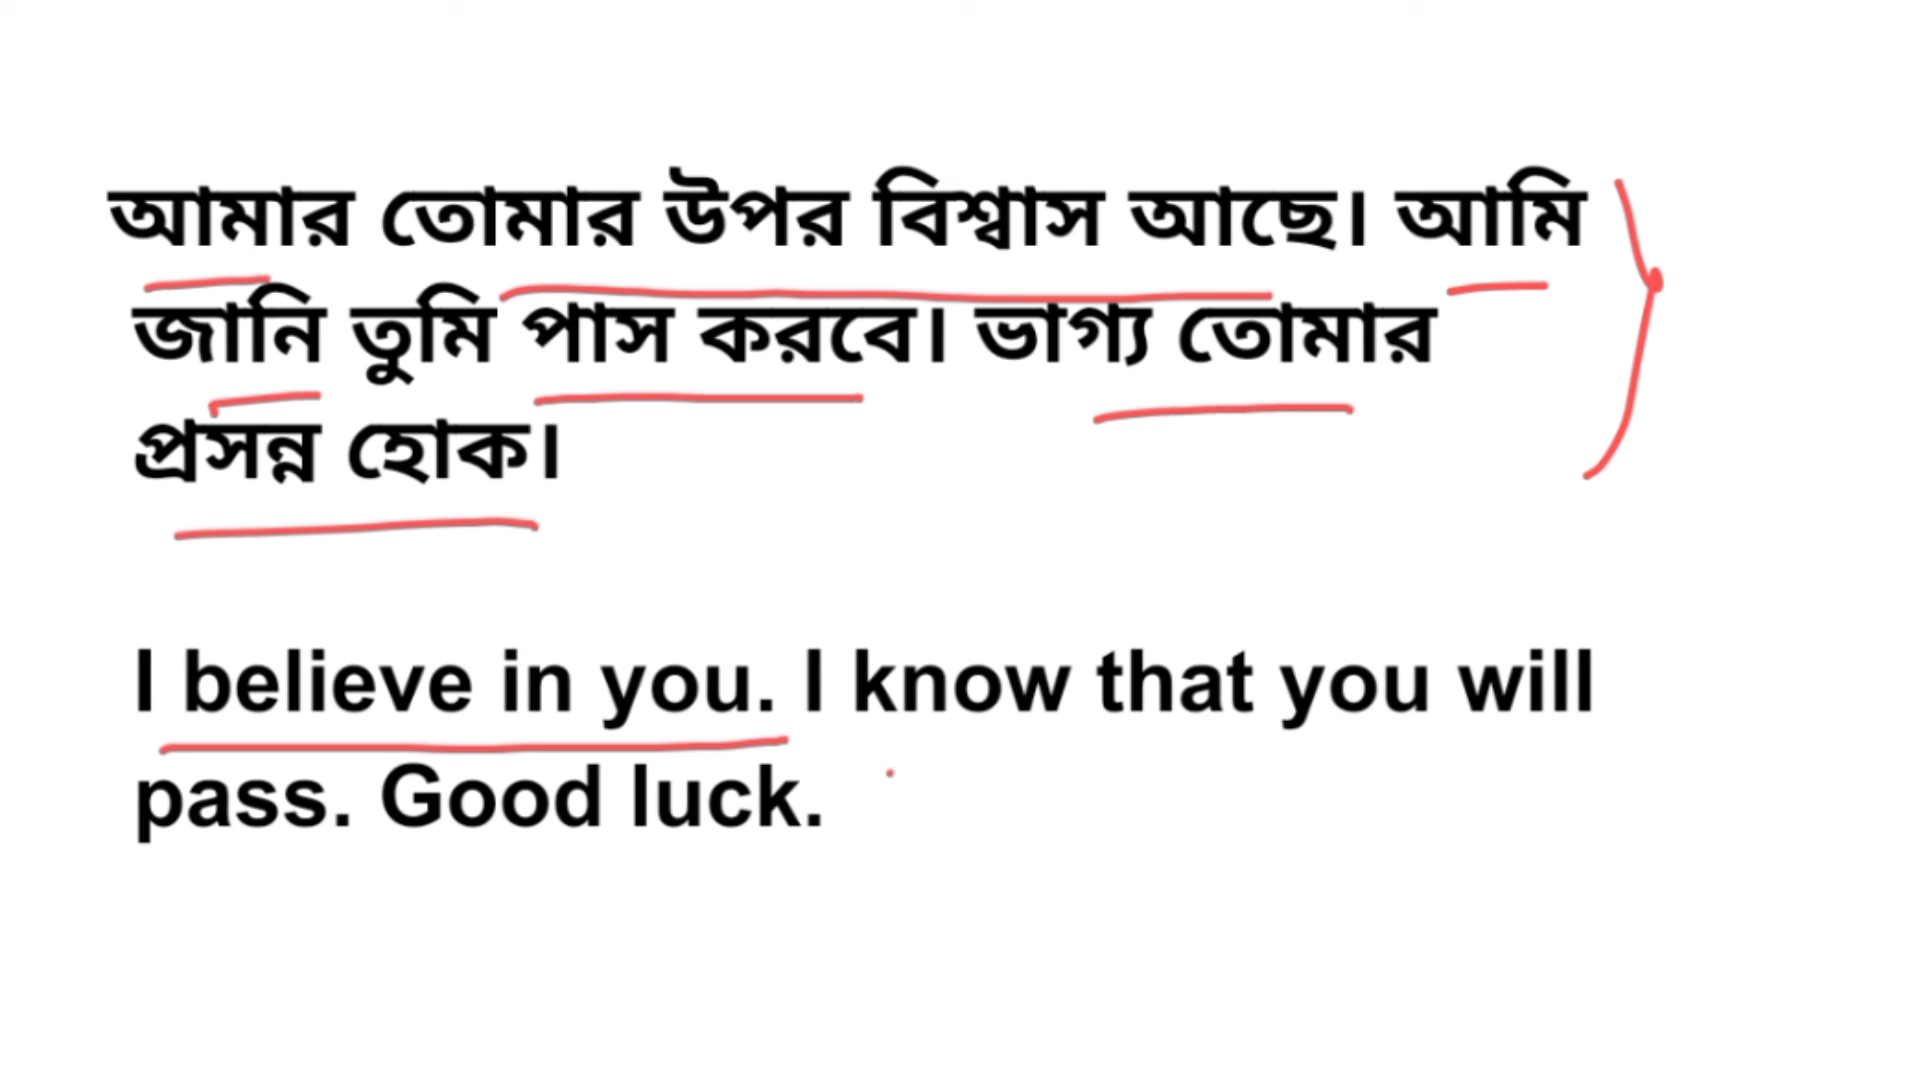 আমার তোমার উপর বিশ্বাস আছে। আমি
জানি তুমি পাস করবে। ভাগ্য তোমার
প্রসন্ন হোক।
I believe in you. I know that you will
pass. Good luck.